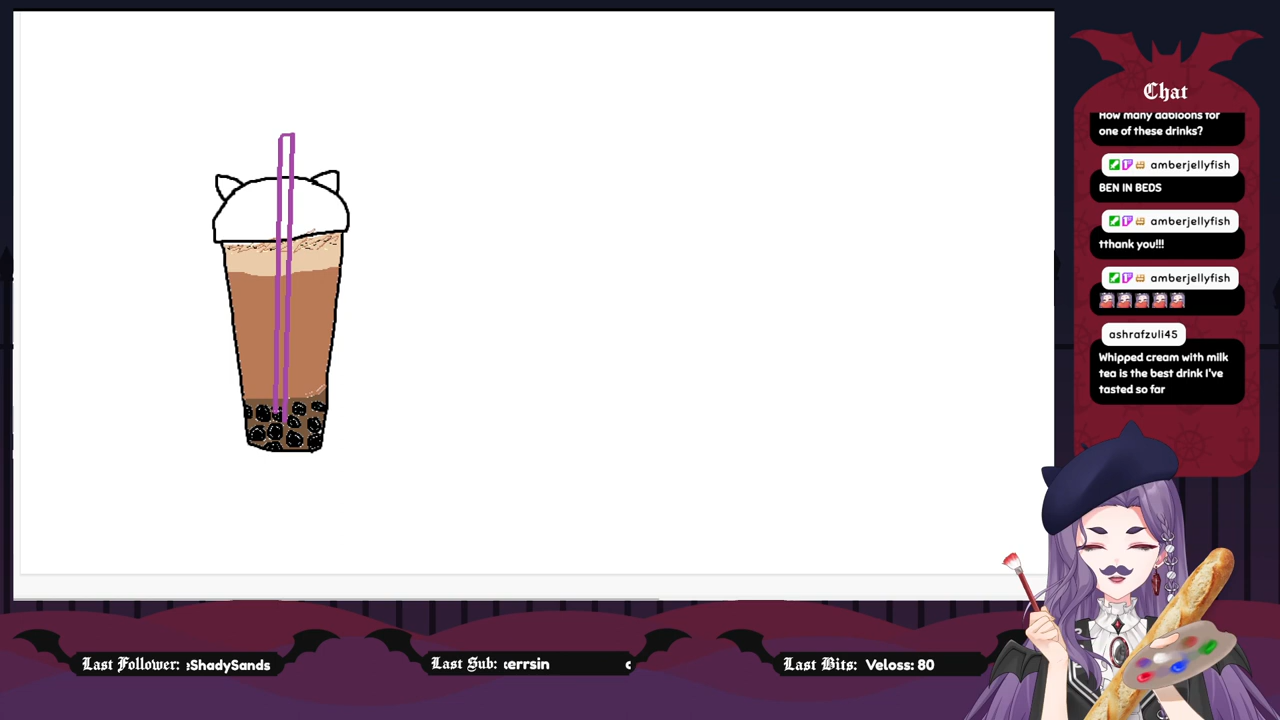 Chat
How many dabloons for
one of these drinks?
amberjellyfish
BEN IN BEDS
amberjellyfish
tthank you!!!
amberjellyfish
ashrafzuli45
Whipped cream with milk
tea is the best drink I've
tasted so far
Last Follower: :ShadySands
Last Sub: :errsin
Last Bits: Veloss: 80